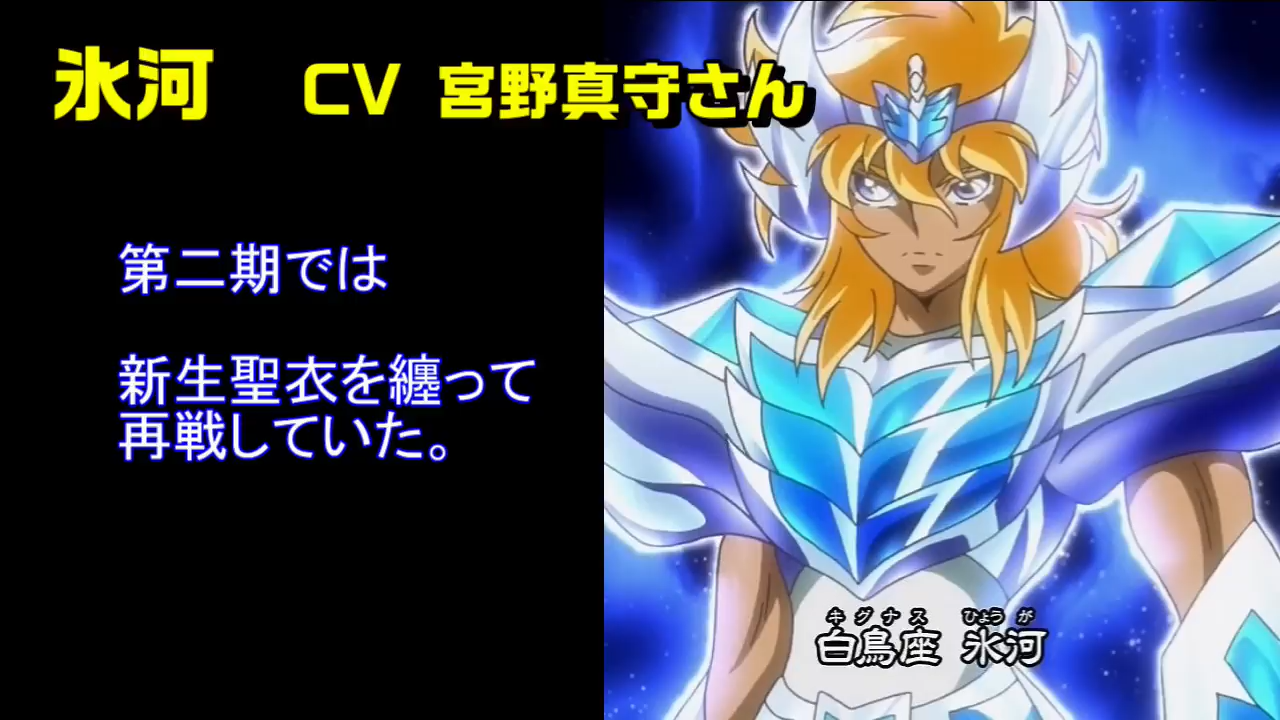 氷河 CV 宮野真守さん
第二期では
新生聖衣を纏って
再戦していた。
キグナス ひょうが
白鳥座 氷河